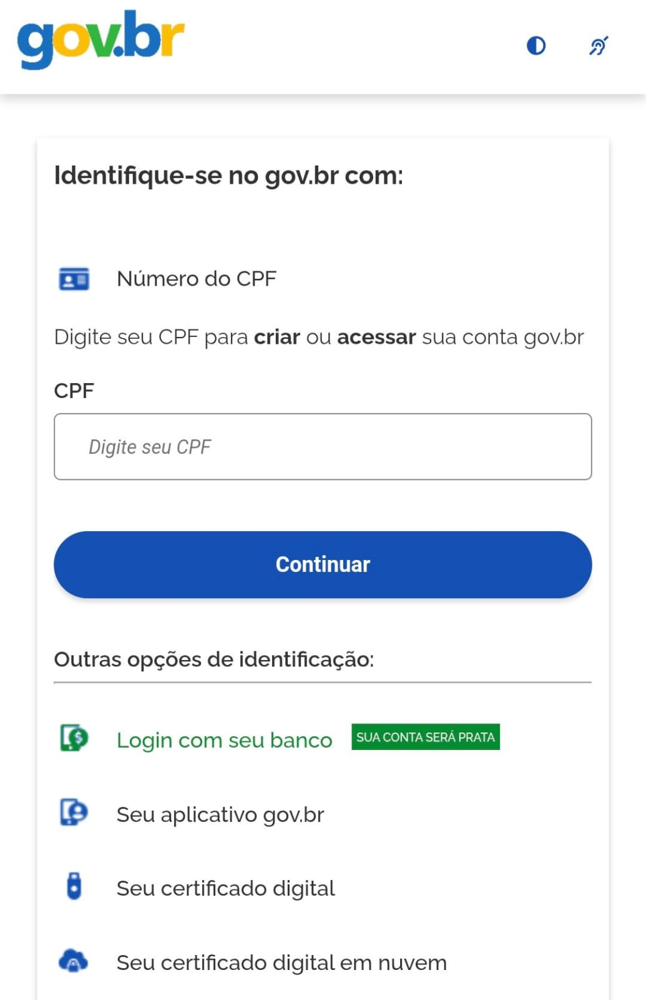 gov.br
Identifique-se no gov.br com:
Número do CPF
Digite seu CPF para criar ou acessar sua conta gov.br
CPF
Digite seu CPF
Continuar
Outras opções de identificação:
Login com seu banco SUA CONTA SERÁ PRATA
Seu aplicativo gov.br
Seu certificado digital
Seu certificado digital em nuvem